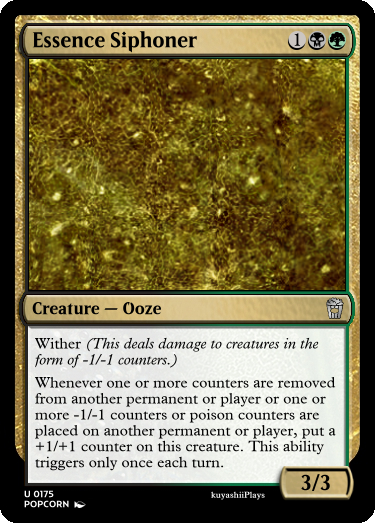 Essence Siphoner 1
Creature — Ooze
Wither (This deals damage to creatures in the
form of -1/-1 counters.)
Whenever one or more counters are removed
from another permanent or player or one or
more -1/-1 counters or poison counters are
placed on another permanent or player, put a
+1/+1 counter on this creature. This ability
triggers only once each turn.
3/3
U 0175
POPCORN kuyashiiPlays